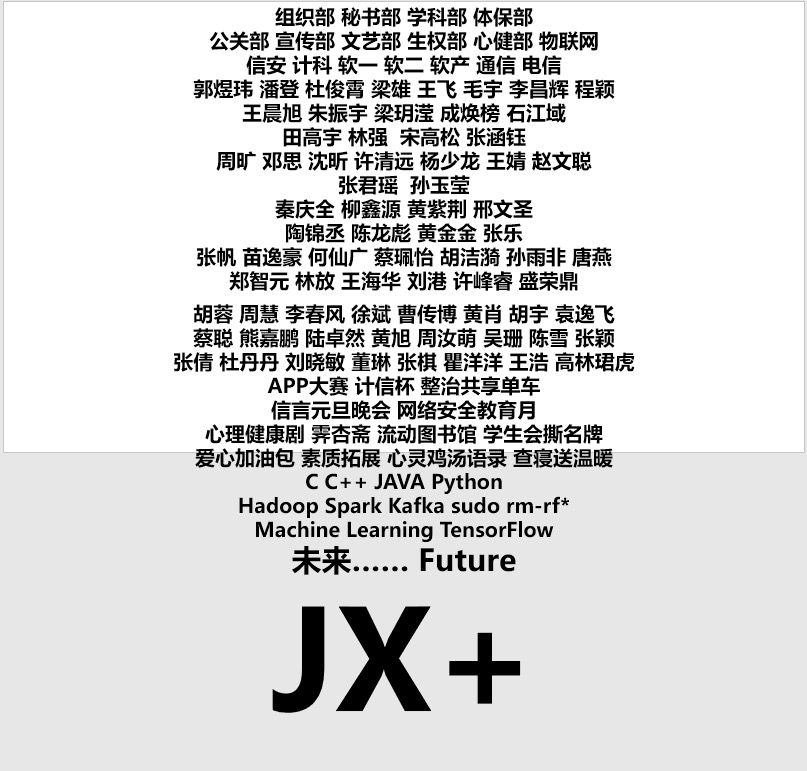 组织部 秘书部 学科部 体保部
公关部 宣传部 文艺部 生权部 心健部 物联网
信安 计科 软一 软二 软产 通信 电信
郭煜玮 潘登 杜俊霄 梁雄 王飞 毛宇 李昌辉 程颖
王晨旭 朱振宇 梁玥滢 成焕榜 石江域
田高宇 林强 宋高松 张涵钰
周旷 邓思 沈昕 许清远 杨少龙 王婧 赵文聪
张君瑶 孙玉莹
秦庆全 柳鑫源 黄紫荆 邢文圣
陶锦丞 陈龙彪 黄金金 张乐
张帆 苗逸豪 何仙广 蔡珮怡 胡洁漪 孙雨非 唐燕
郑智元 林放 王海华 刘港 许峰睿 盛荣鼎
胡蓉 周慧 李春风 徐斌 曹传博 黄肖 胡宇 袁逸飞
蔡聪 熊嘉鹏 陆卓然 黄旭 周汝萌 吴珊 陈雪 张颖
张倩 杜丹丹 刘晓敏 董琳 张棋 瞿洋洋 王浩 高林珺虎
APP大赛 计信杯 整治共享单车
信言元旦晚会 网络安全教育月
心理健康剧 霁杏斋 流动图书馆 学生会撕名牌
爱心加油包 素质拓展 心灵鸡汤语录 查寝送温暖
C C++ JAVA Python
Hadoop Spark Kafka sudo rm-rf*
Machine Learning TensorFlow
未来…… Future
JX+